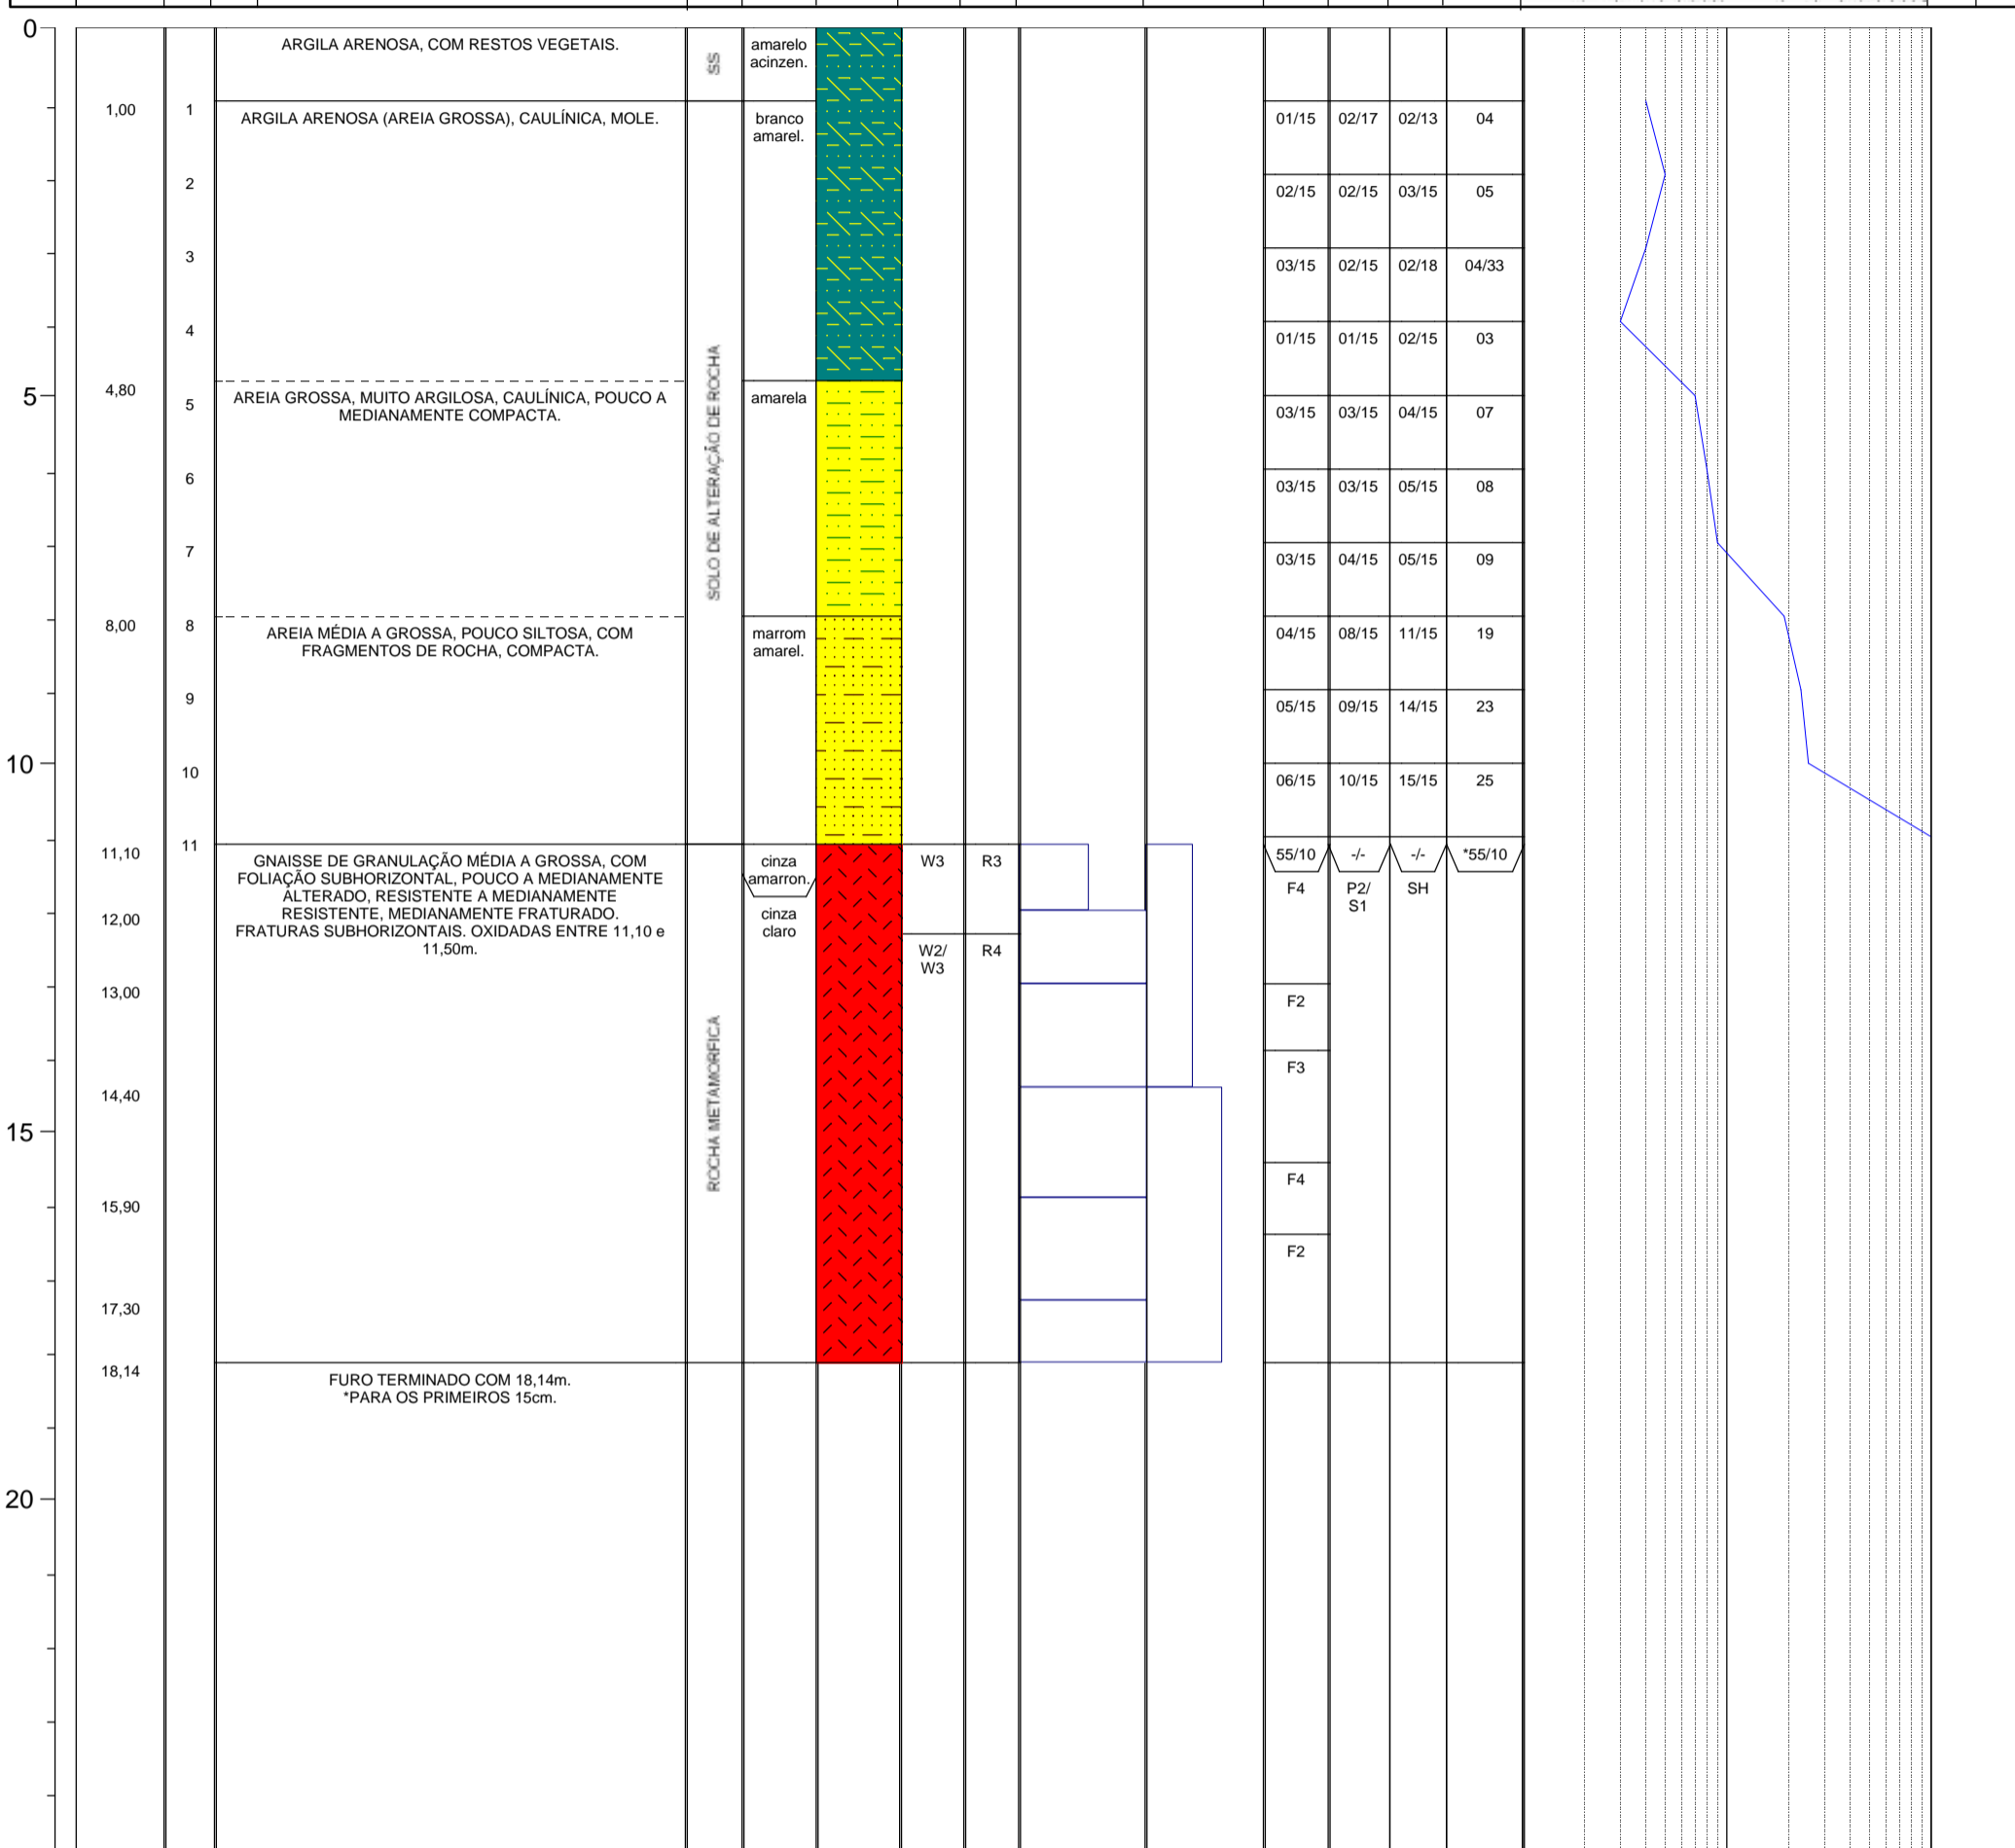 0
ARGILA ARENOSA, COM RESTOS VEGETAIS.
SS
amarelo
acinzen.
1,00
1
ARGILA ARENOSA (AREIA GROSSA), CAULÍNICA, MOLE.
branco
amarel.
01/15 02/17 02/13 04
2
02/15 02/15 03/15 05
3
03/15 02/15 02/18 04/33
4
01/15 01/15 02/15 03
SOLO DE ALTERAÇÃO DE ROCHA
5
4,80
5
AREIA GROSSA, MUITO ARGILOSA, CAULÍNICA, POUCO A
MEDIANAMENTE COMPACTA.
amarela
03/15 03/15 04/15 07
6
03/15 03/15 05/15 08
7
03/15 04/15 05/15 09
8,00
8
AREIA MÉDIA A GROSSA, POUCO SILTOSA, COM
FRAGMENTOS DE ROCHA, COMPACTA.
marrom
amarel.
04/15 08/15 11/15 19
9
05/15 09/15 14/15 23
10
10
06/15 10/15 15/15 25
11,10
11
GNAISSE DE GRANULAÇÃO MÉDIA A GROSSA, COM
FOLIAÇÃO SUBHORIZONTAL, POUCO A MEDIANAMENTE
ALTERADO, RESISTENTE A MEDIANAMENTE
RESISTENTE, MEDIANAMENTE FRATURADO.
FRATURAS SUBHORIZONTAIS. OXIDADAS ENTRE 11,10 e
11,50m.
cinza
amarron.
cinza
claro
W3 R3
55/10 -/- -/- *55/10
F4 P2/
S1
SH
12,00
W2/
W3
R4
13,00
F2
F3
14,40
ROCHA METAMORFICA
15
F4
15,90
F2
17,30
18,14
FURO TERMINADO COM 18,14m.
*PARA OS PRIMEIROS 15cm.
20